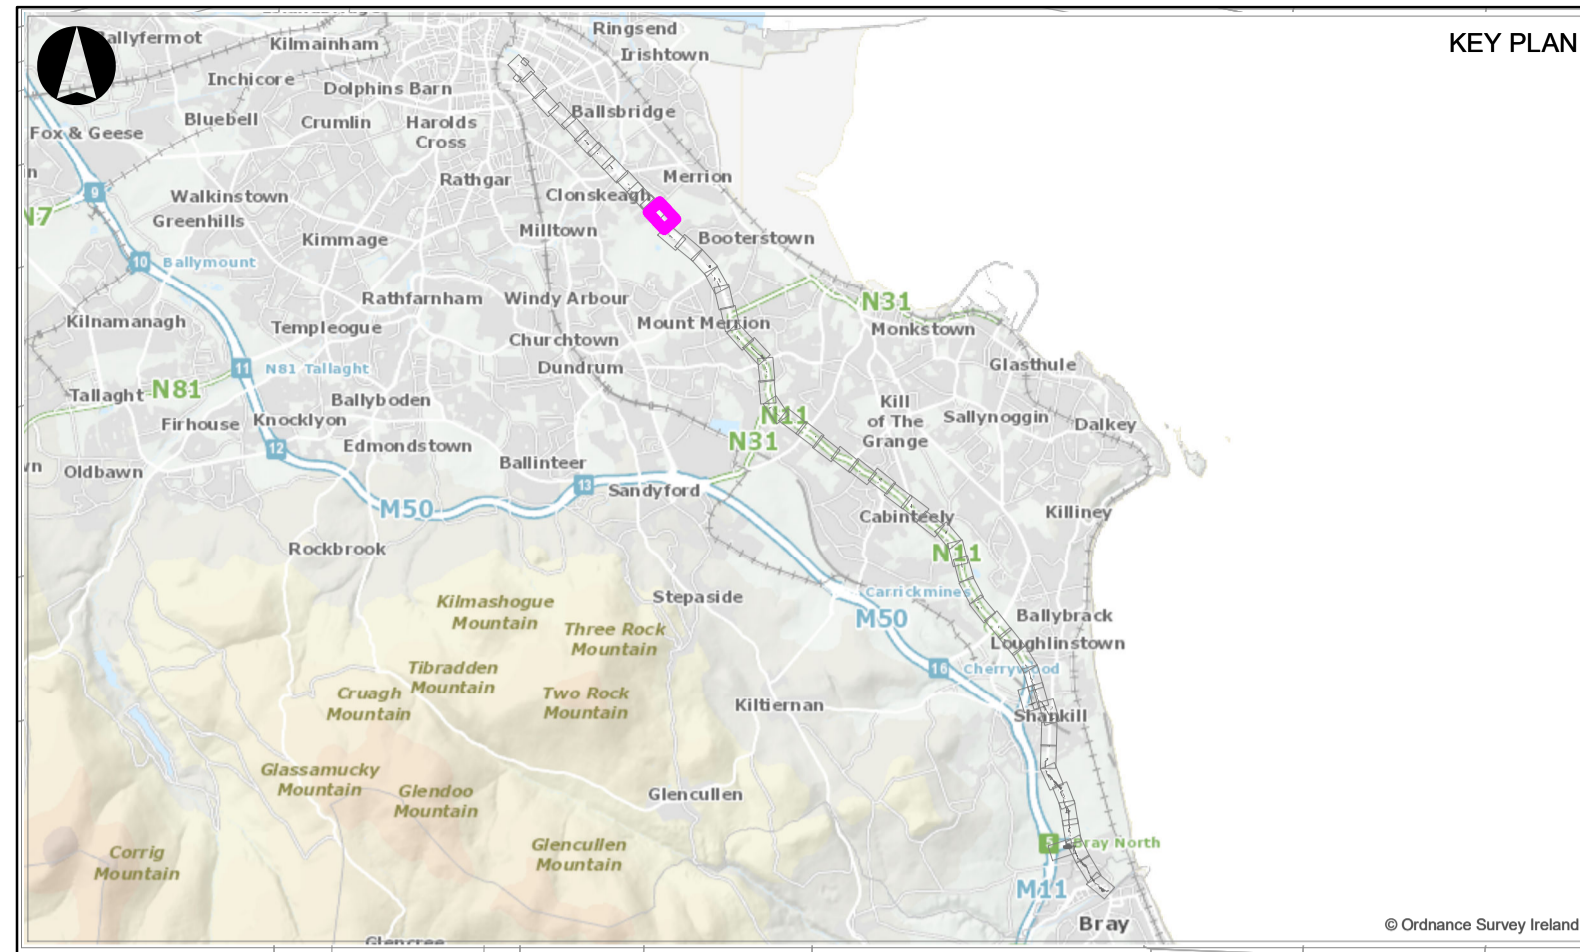 KEY PLAN
Ringsend
Ballyfermot
Kilmainham
Irishtown
Inchicore
Dolphins Barn
Ballsbridge
Bluebell
Crumlin
Harolds
Cross
Fox & Geese
Merrion
Rathgar
9
Walkinstown
Clonskeagh
N7
Greenhills
Milltown
Kimmage
Booterstown
10
Ballymount
Rathfarnham
Windy Arbour
N31
Kilnamanagh
Templeogue
Mount Merrion
Monkstown
Churchtown
Glasthule
11
N81 Tallaght
Dundrum
Tallaght
N81
Ballyboden
Kill
of The
Grange
Firhouse
Knocklyon
N11
Sallynoggin
Dalkey
12
Edmondstown
N31
Oldbawn
Ballinteer
13
Sandyford
M50
Cabinteely
Killiney
Rockbrook
N11
Kilmashogue
Mountain
Stepaside
Carrickmines
M50
Ballybrack
Three Rock
Mountain
Loughlinstown
Tibradden
Mountain
16
Cherrywood
Cruagh
Mountain
Two Rock
Mountain
Kiltiernan
Shankill
Glassamucky
Mountain
Glendoo
Mountain
Glencullen
Corrig
Mountain
Glencullen
Mountain
5
Bray North
M11
Bray
© Ordnance Survey Ireland
Glencree